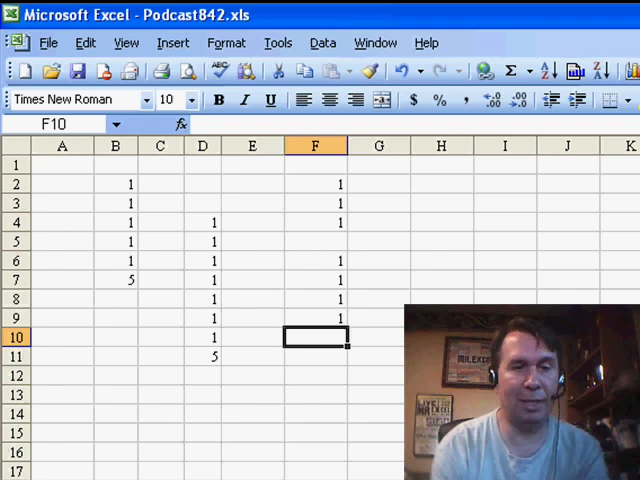 Microsoft Excel - Podcast842.xls
File Edit View Insert Format Tools Data Window Help
Times New Roman 10 B I U $ % ,
F10 fx
A B C D E F G H I J K
1
2 1 1
3 1 1
4 1 1 1
5 1 1
6 1 1 1
7 5 1 1
8 1 1
9 1 1
10 1
11 5
12
13
14
15
16
17
MR.EXCEL
LIVE